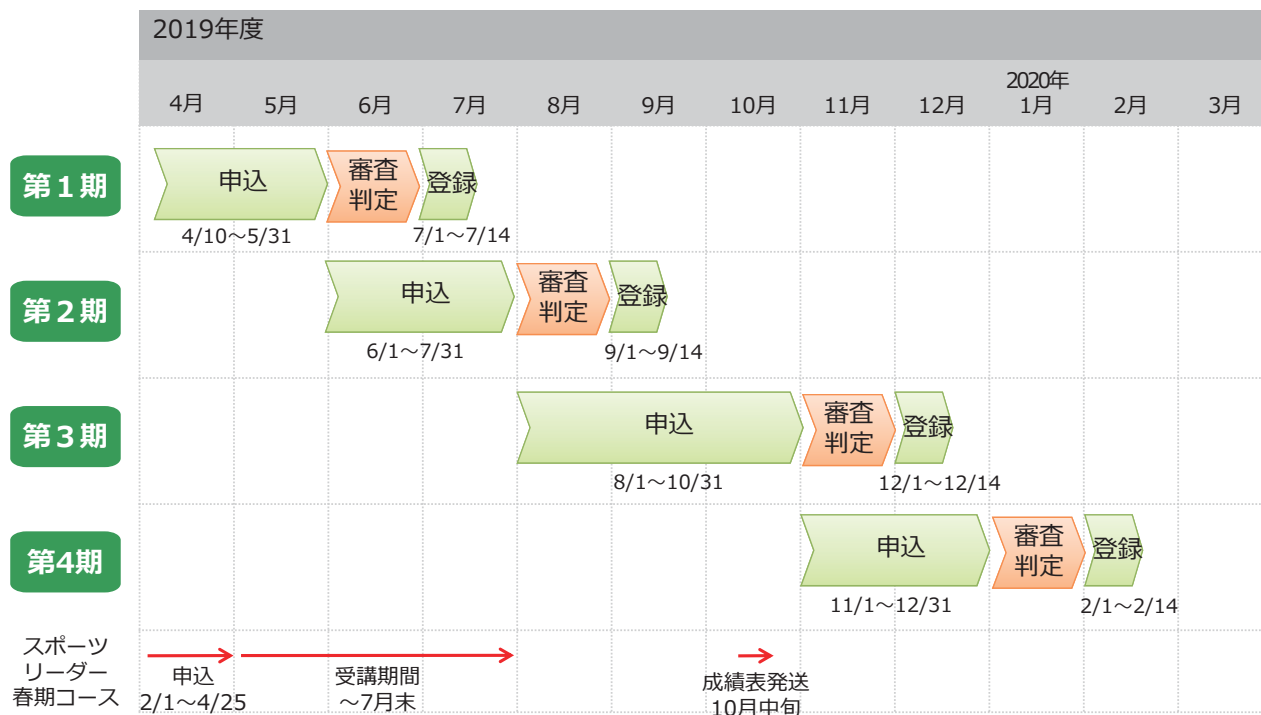 2019年度
4月 5月 6月 7月 8月 9月 10月 11月 12月 2020年
1月 2月 3月
第１期
申込
審査
判定
登録
4/10～5/31
7/1～7/14
第２期
申込
審査
判定
登録
6/1～7/31
9/1～9/14
第３期
申込
審査
判定
登録
8/1～10/31
12/1～12/14
第4期
申込
審査
判定
登録
11/1～12/31
2/1～2/14
スポーツ
リーダー
春期コース
申込
2/1～4/25
受講期間
～7月末
成績表発送
10月中旬